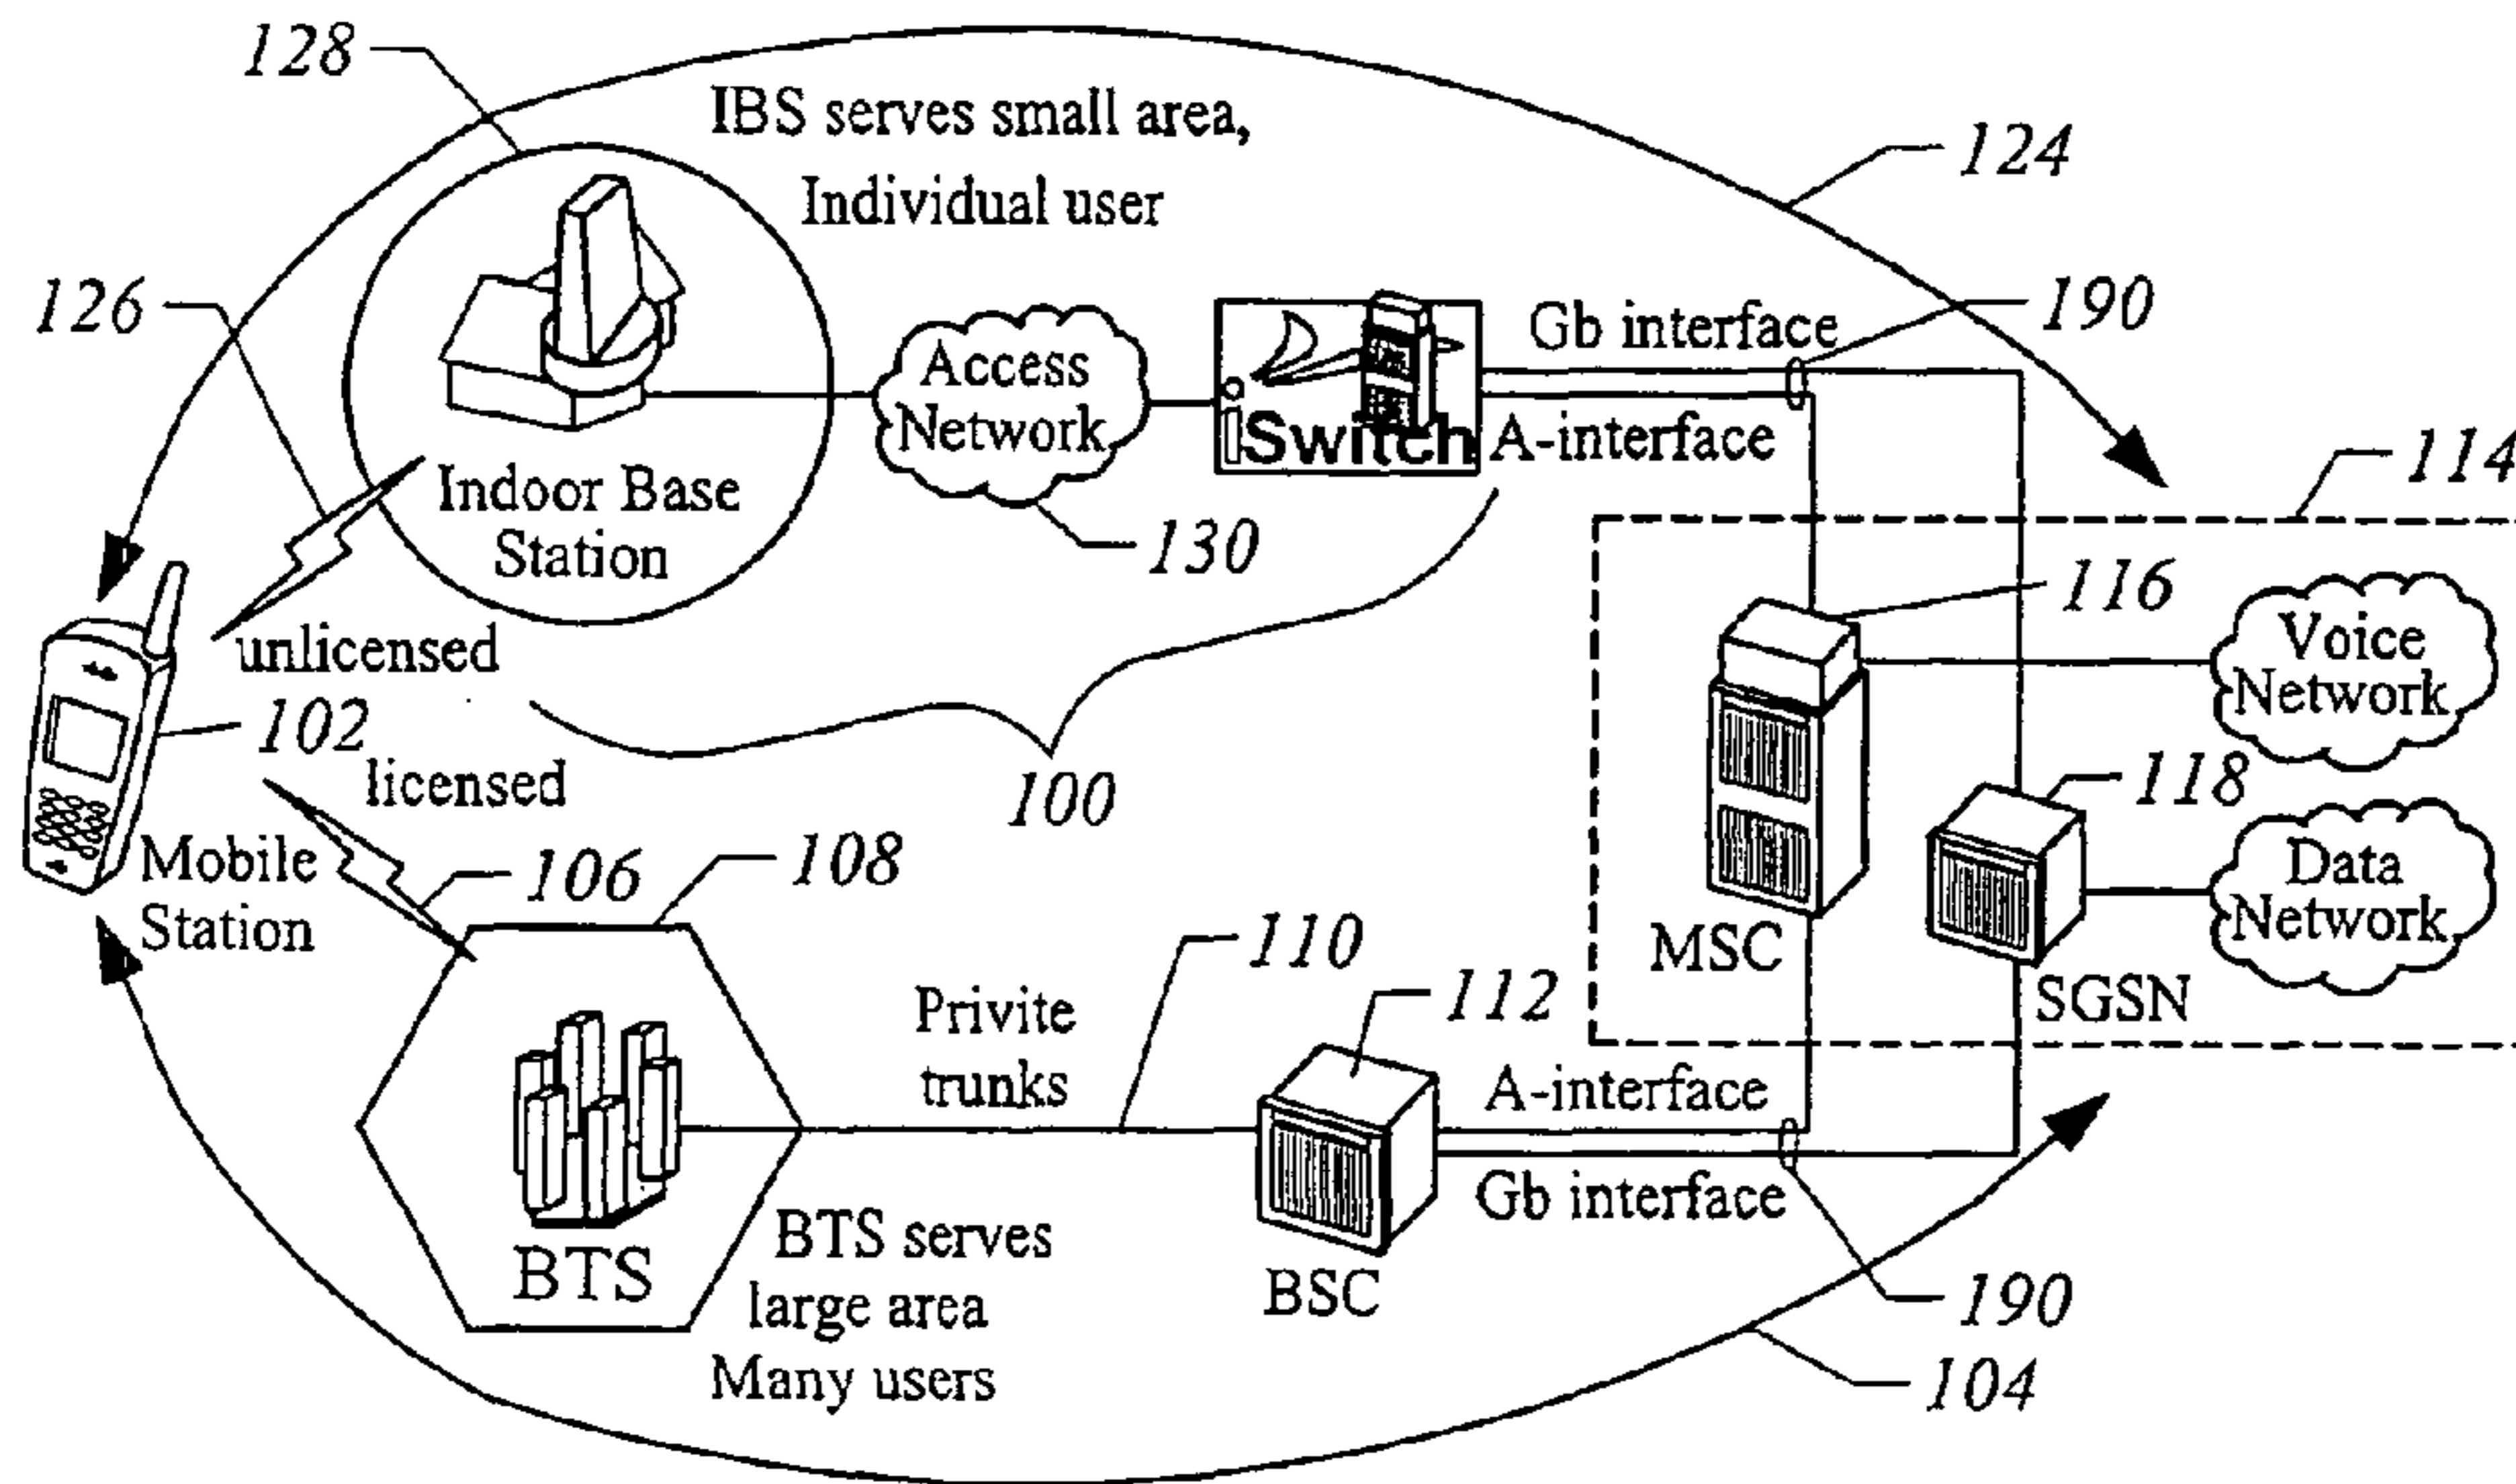 128
IBS serves small area,
Individual user
124
126
190
Gb interface
Access
Network
iSwitch
A-interface
114
Indoor Base
Station
130
116
unlicensed
Voice
Network
102
licensed
100
118
108
106
Mobile
Station
Data
Network
110
MSC
112
SGSN
Privite
trunks
A-interface
Gb interface
BTS
BTS serves
large area
Many users
BSC
190
104